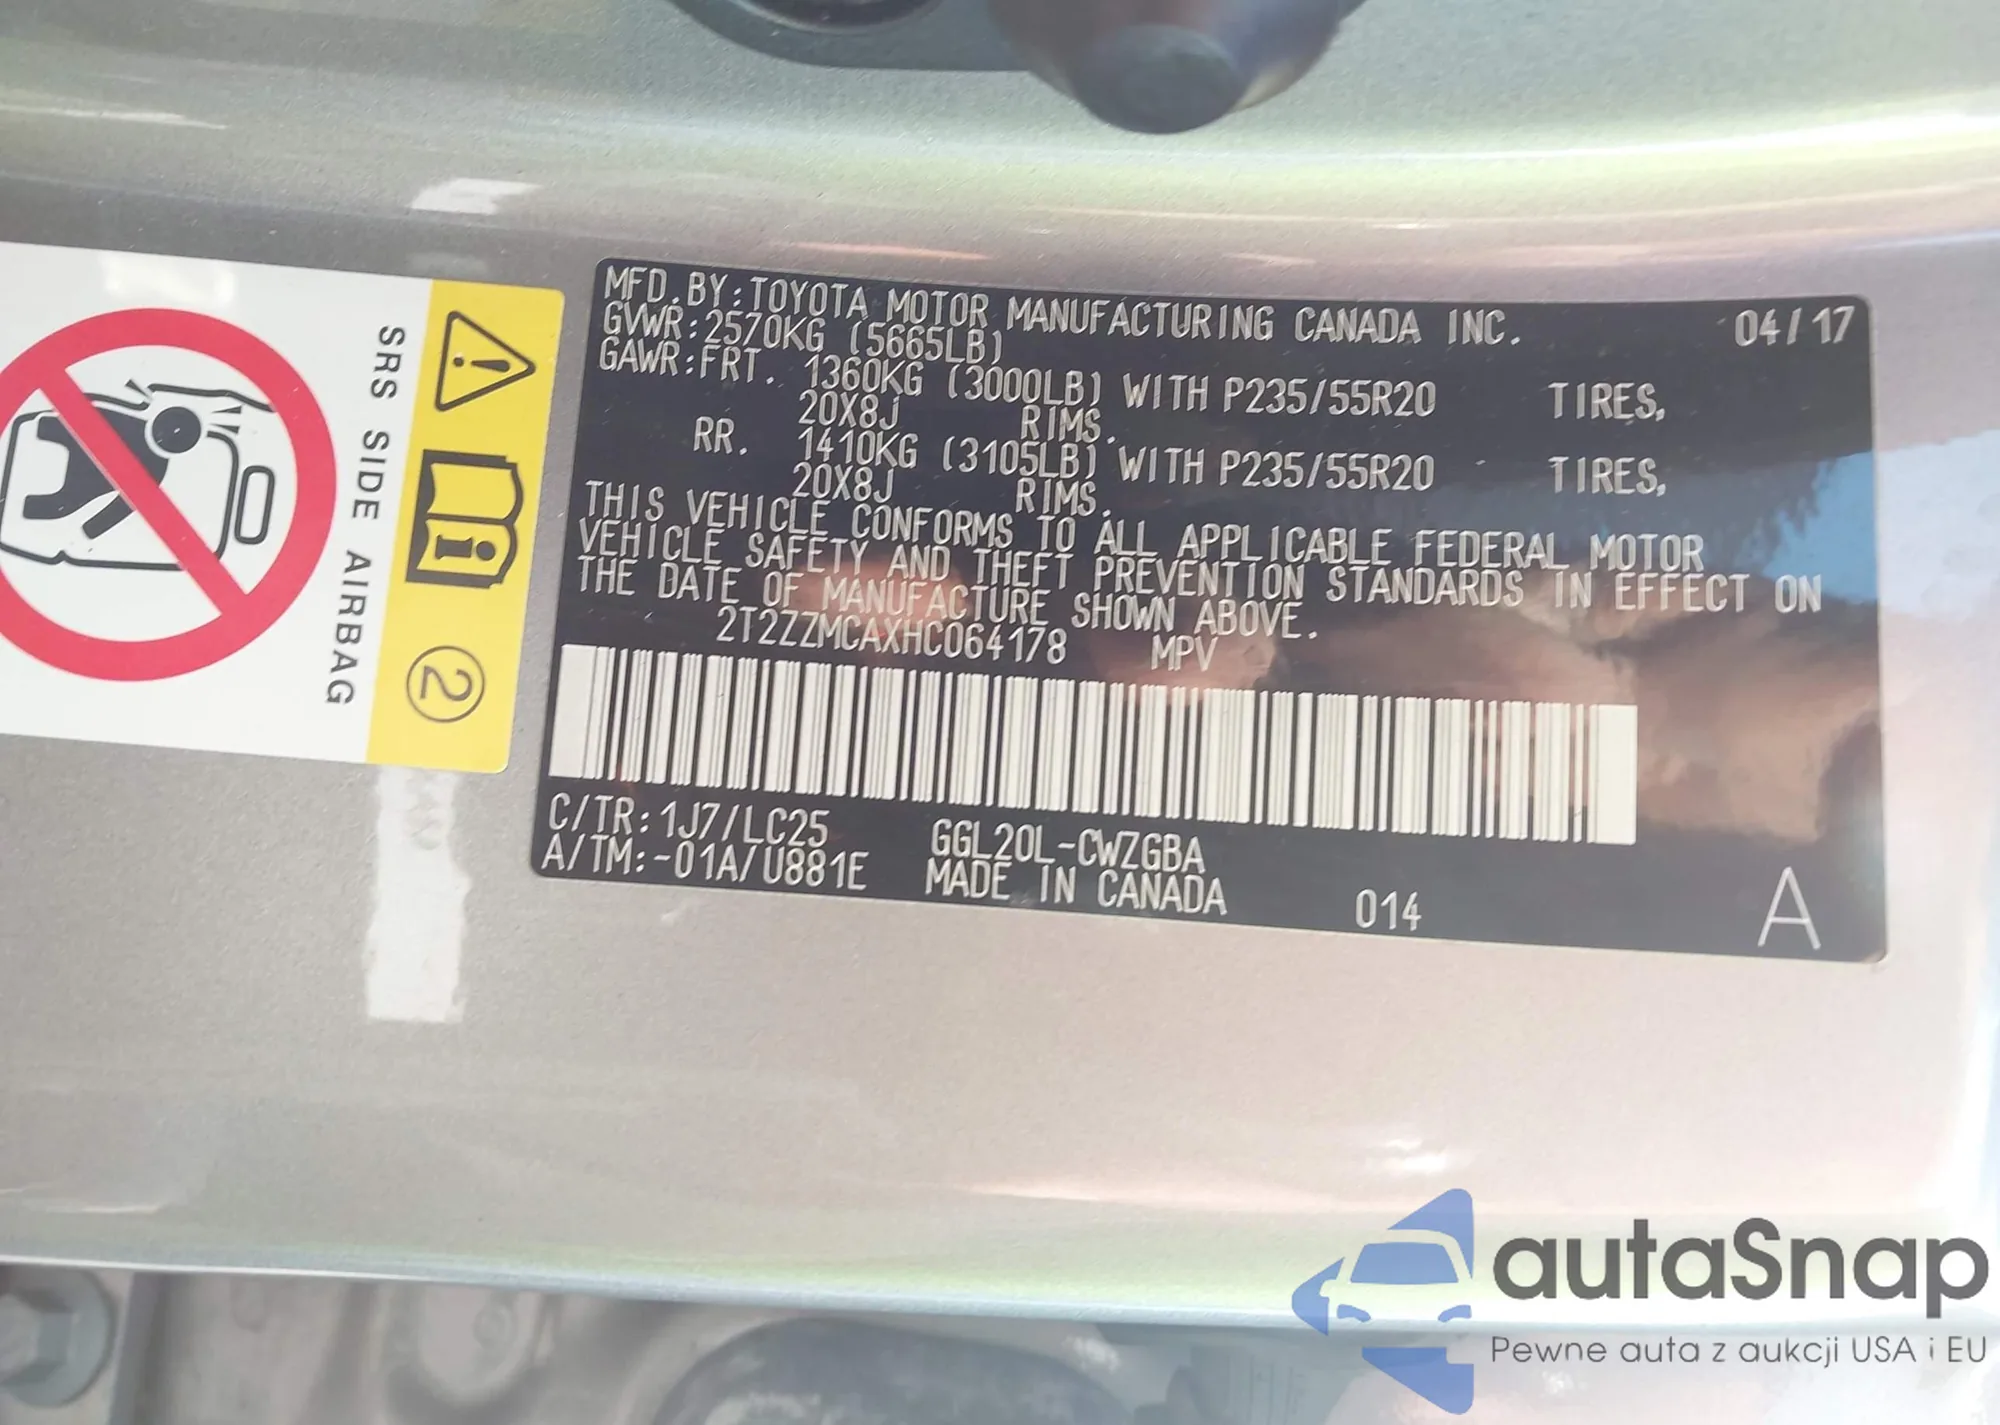 MFD.BY:TOYOTA MOTOR MANUFACTURING CANADA INC. 04/17
GVWR:2570KG (5665LB)
GAWR:FRT. 1360KG (3000LB) WITH P235/55R20 TIRES,
20X8J RIMS.
RR. 1410KG (3105LB) WITH P235/55R20 TIRES,
20X8J RIMS.
THIS VEHICLE CONFORMS TO ALL APPLICABLE FEDERAL MOTOR
VEHICLE SAFETY AND THEFT PREVENTION STANDARDS IN EFFECT ON
THE DATE OF MANUFACTURE SHOWN ABOVE.
2T2ZZMCAXHC064178 MPV
C/TR:1J7/LC25 GGL20L-CWZGBA
A/TM:-01A/U881E MADE IN CANADA 014 A
SRS SIDE AIRBAG
2
autaSnap
Pewne auta z aukcji USA i EU